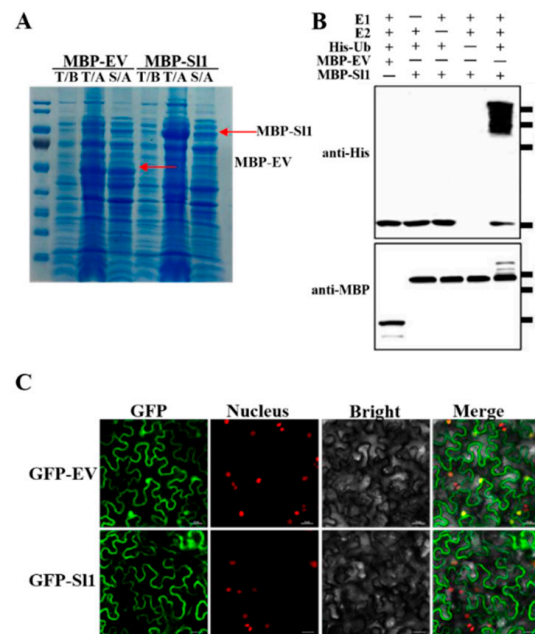 A
MBP-EV MBP-Sl1
T/B T/A S/A T/B T/A S/A
MBP-Sl1
MBP-EV
B
E1 + − + + +
E2 + + − + +
His-Ub + + + − +
MBP-EV + − − − −
MBP-Sl1 − + + + +
anti-His
anti-MBP
C
GFP Nucleus Bright Merge
GFP-EV
GFP-Sl1